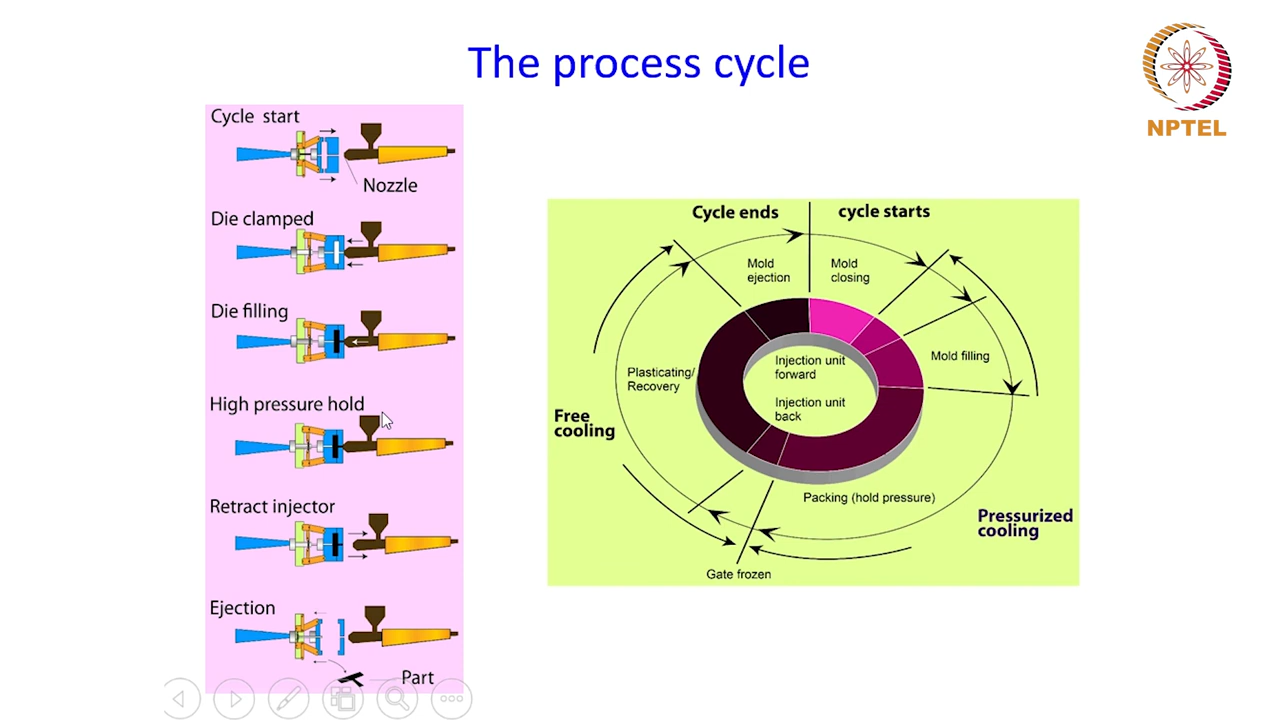 The process cycle
NPTEL
Cycle start
Nozzle
Die clamped
Die filling
High pressure hold
Retract injector
Ejection
Part
Cycle ends
cycle starts
Mold
ejection
Mold
closing
Mold filling
Injection unit
forward
Injection unit
back
Plasticating/
Recovery
Free
cooling
Packing (hold pressure)
Pressurized
cooling
Gate frozen